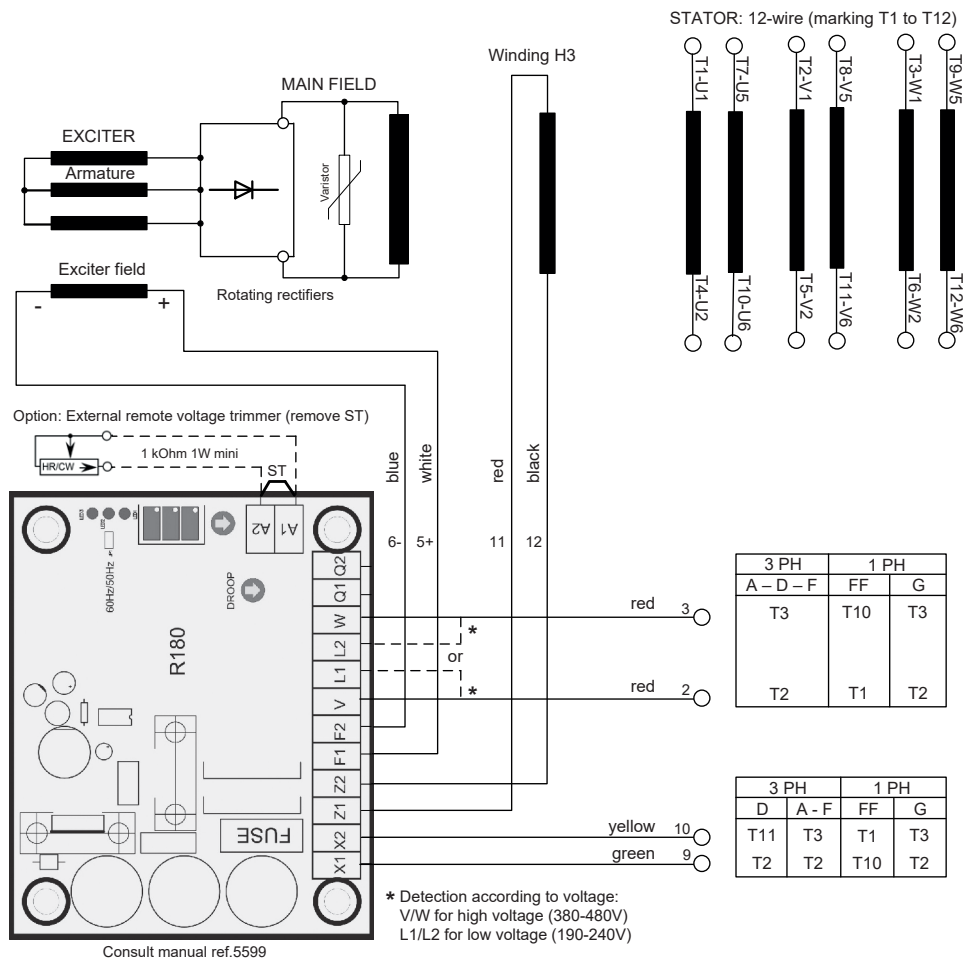 STATOR: 12-wire (marking T1 to T12)
T1-U1
T7-U5
T2-V1
T8-V5
T3-W1
T9-W5
T4-U2
T10-U6
T5-V2
T11-V6
T6-W2
T12-W6
Winding H3
MAIN FIELD
EXCITER
Armature
Varistor
Exciter field
- +
Rotating rectifiers
Option: External remote voltage trimmer (remove ST)
HR/CW
1 kOhm 1W mini
ST
blue
white
red
black
6-
5+
11
12
A2
A1
60Hz/50Hz
DROOP
R180
FUSE
Q2
Q1
W
L2
L1
V
F2
F1
Z2
Z1
X2
X1
red 3
*
or
*
red 2
yellow 10
green 9
3 PH 1 PH
A – D – F FF G
T3 T10 T3
T2 T1 T2
3 PH 1 PH
D A - F FF G
T11 T3 T1 T3
T2 T2 T10 T2
* Detection according to voltage:
V/W for high voltage (380-480V)
L1/L2 for low voltage (190-240V)
Consult manual ref.5599